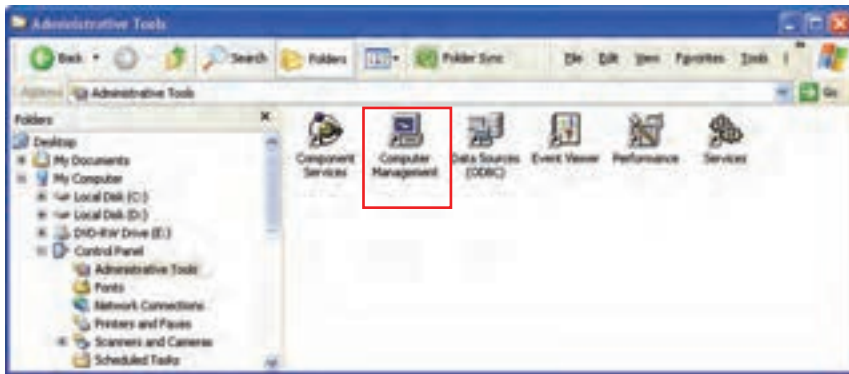 Administrative Tools
Back Search Folders Folder Sync File Edit View Favorites Tools
Address Administrative Tools Go
Folders
Desktop
My Documents
My Computer
Local Disk (C:)
Local Disk (D:)
DVD-RW Drive (E:)
Control Panel
Administrative Tools
Fonts
Network Connections
Printers and Faxes
Scanners and Cameras
Scheduled Tasks
Component Services
Computer Management
Data Sources (ODBC)
Event Viewer
Performance
Services